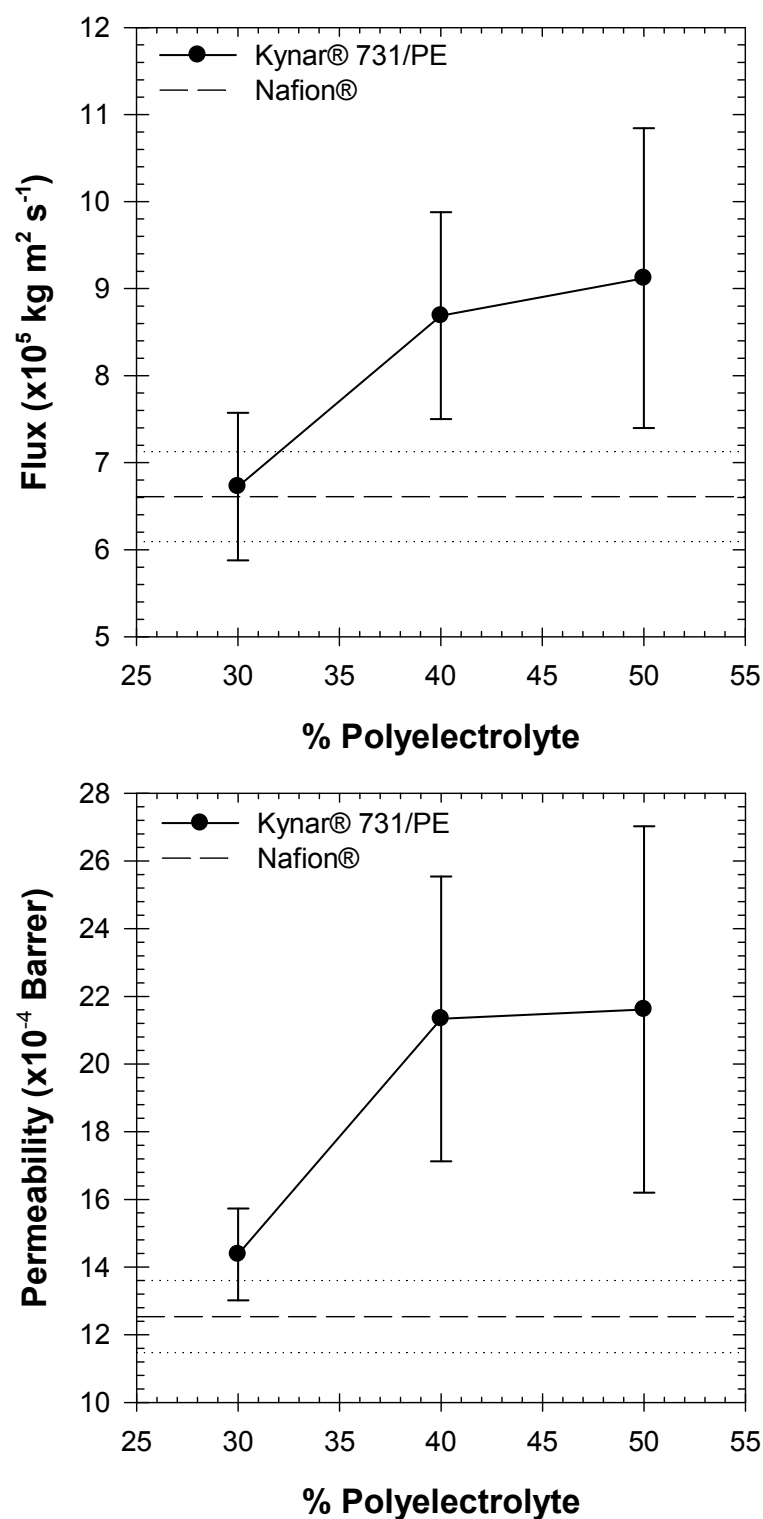 12
11
10
9
8
7
6
5
Flux (x10⁵ kg m² s⁻¹)
Kynar® 731/PE
Nafion®
25 30 35 40 45 50 55
% Polyelectrolyte
28
26
24
22
20
18
16
14
12
10
Permeability (x10⁻⁴ Barrer)
Kynar® 731/PE
Nafion®
25 30 35 40 45 50 55
% Polyelectrolyte